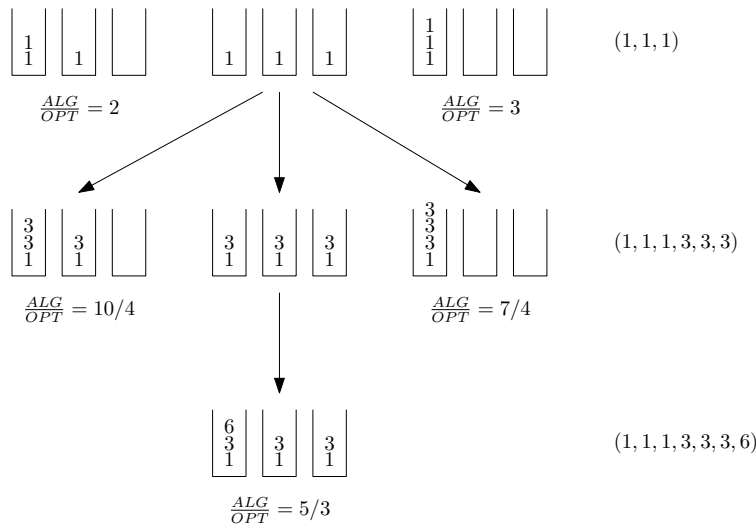 1
1 1 1 1 1 1 1 1
(1, 1, 1)
ALG/OPT = 2
ALG/OPT = 3
3 3 1 3 1
3 1 3 1 3 1
3 3 3 1
(1, 1, 1, 3, 3, 3)
ALG/OPT = 10/4
ALG/OPT = 7/4
6 3 1 3 1 3 1
(1, 1, 1, 3, 3, 3, 6)
ALG/OPT = 5/3